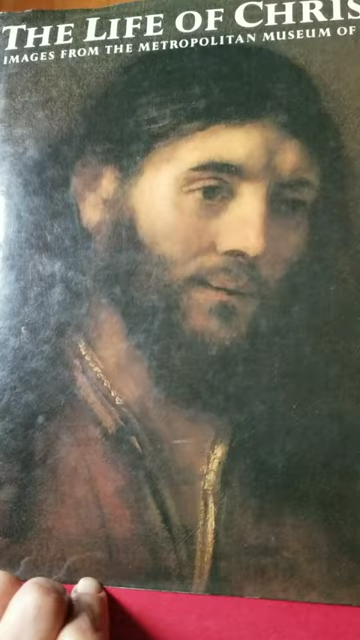 THE LIFE OF CHRIS
IMAGES FROM THE METROPOLITAN MUSEUM OF